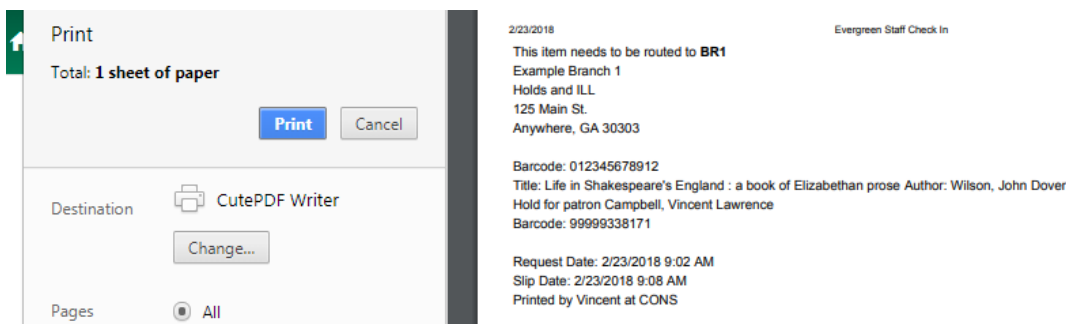 Print
Total: 1 sheet of paper
Print Cancel
Destination
CutePDF Writer
Change...
Pages
All
2/23/2018 Evergreen Staff Check In
This item needs to be routed to BR1
Example Branch 1
Holds and ILL
125 Main St.
Anywhere, GA 30303
Barcode: 012345678912
Title: Life in Shakespeare's England : a book of Elizabethan prose Author: Wilson, John Dover
Hold for patron Campbell, Vincent Lawrence
Barcode: 99999338171
Request Date: 2/23/2018 9:02 AM
Slip Date: 2/23/2018 9:08 AM
Printed by Vincent at CONS